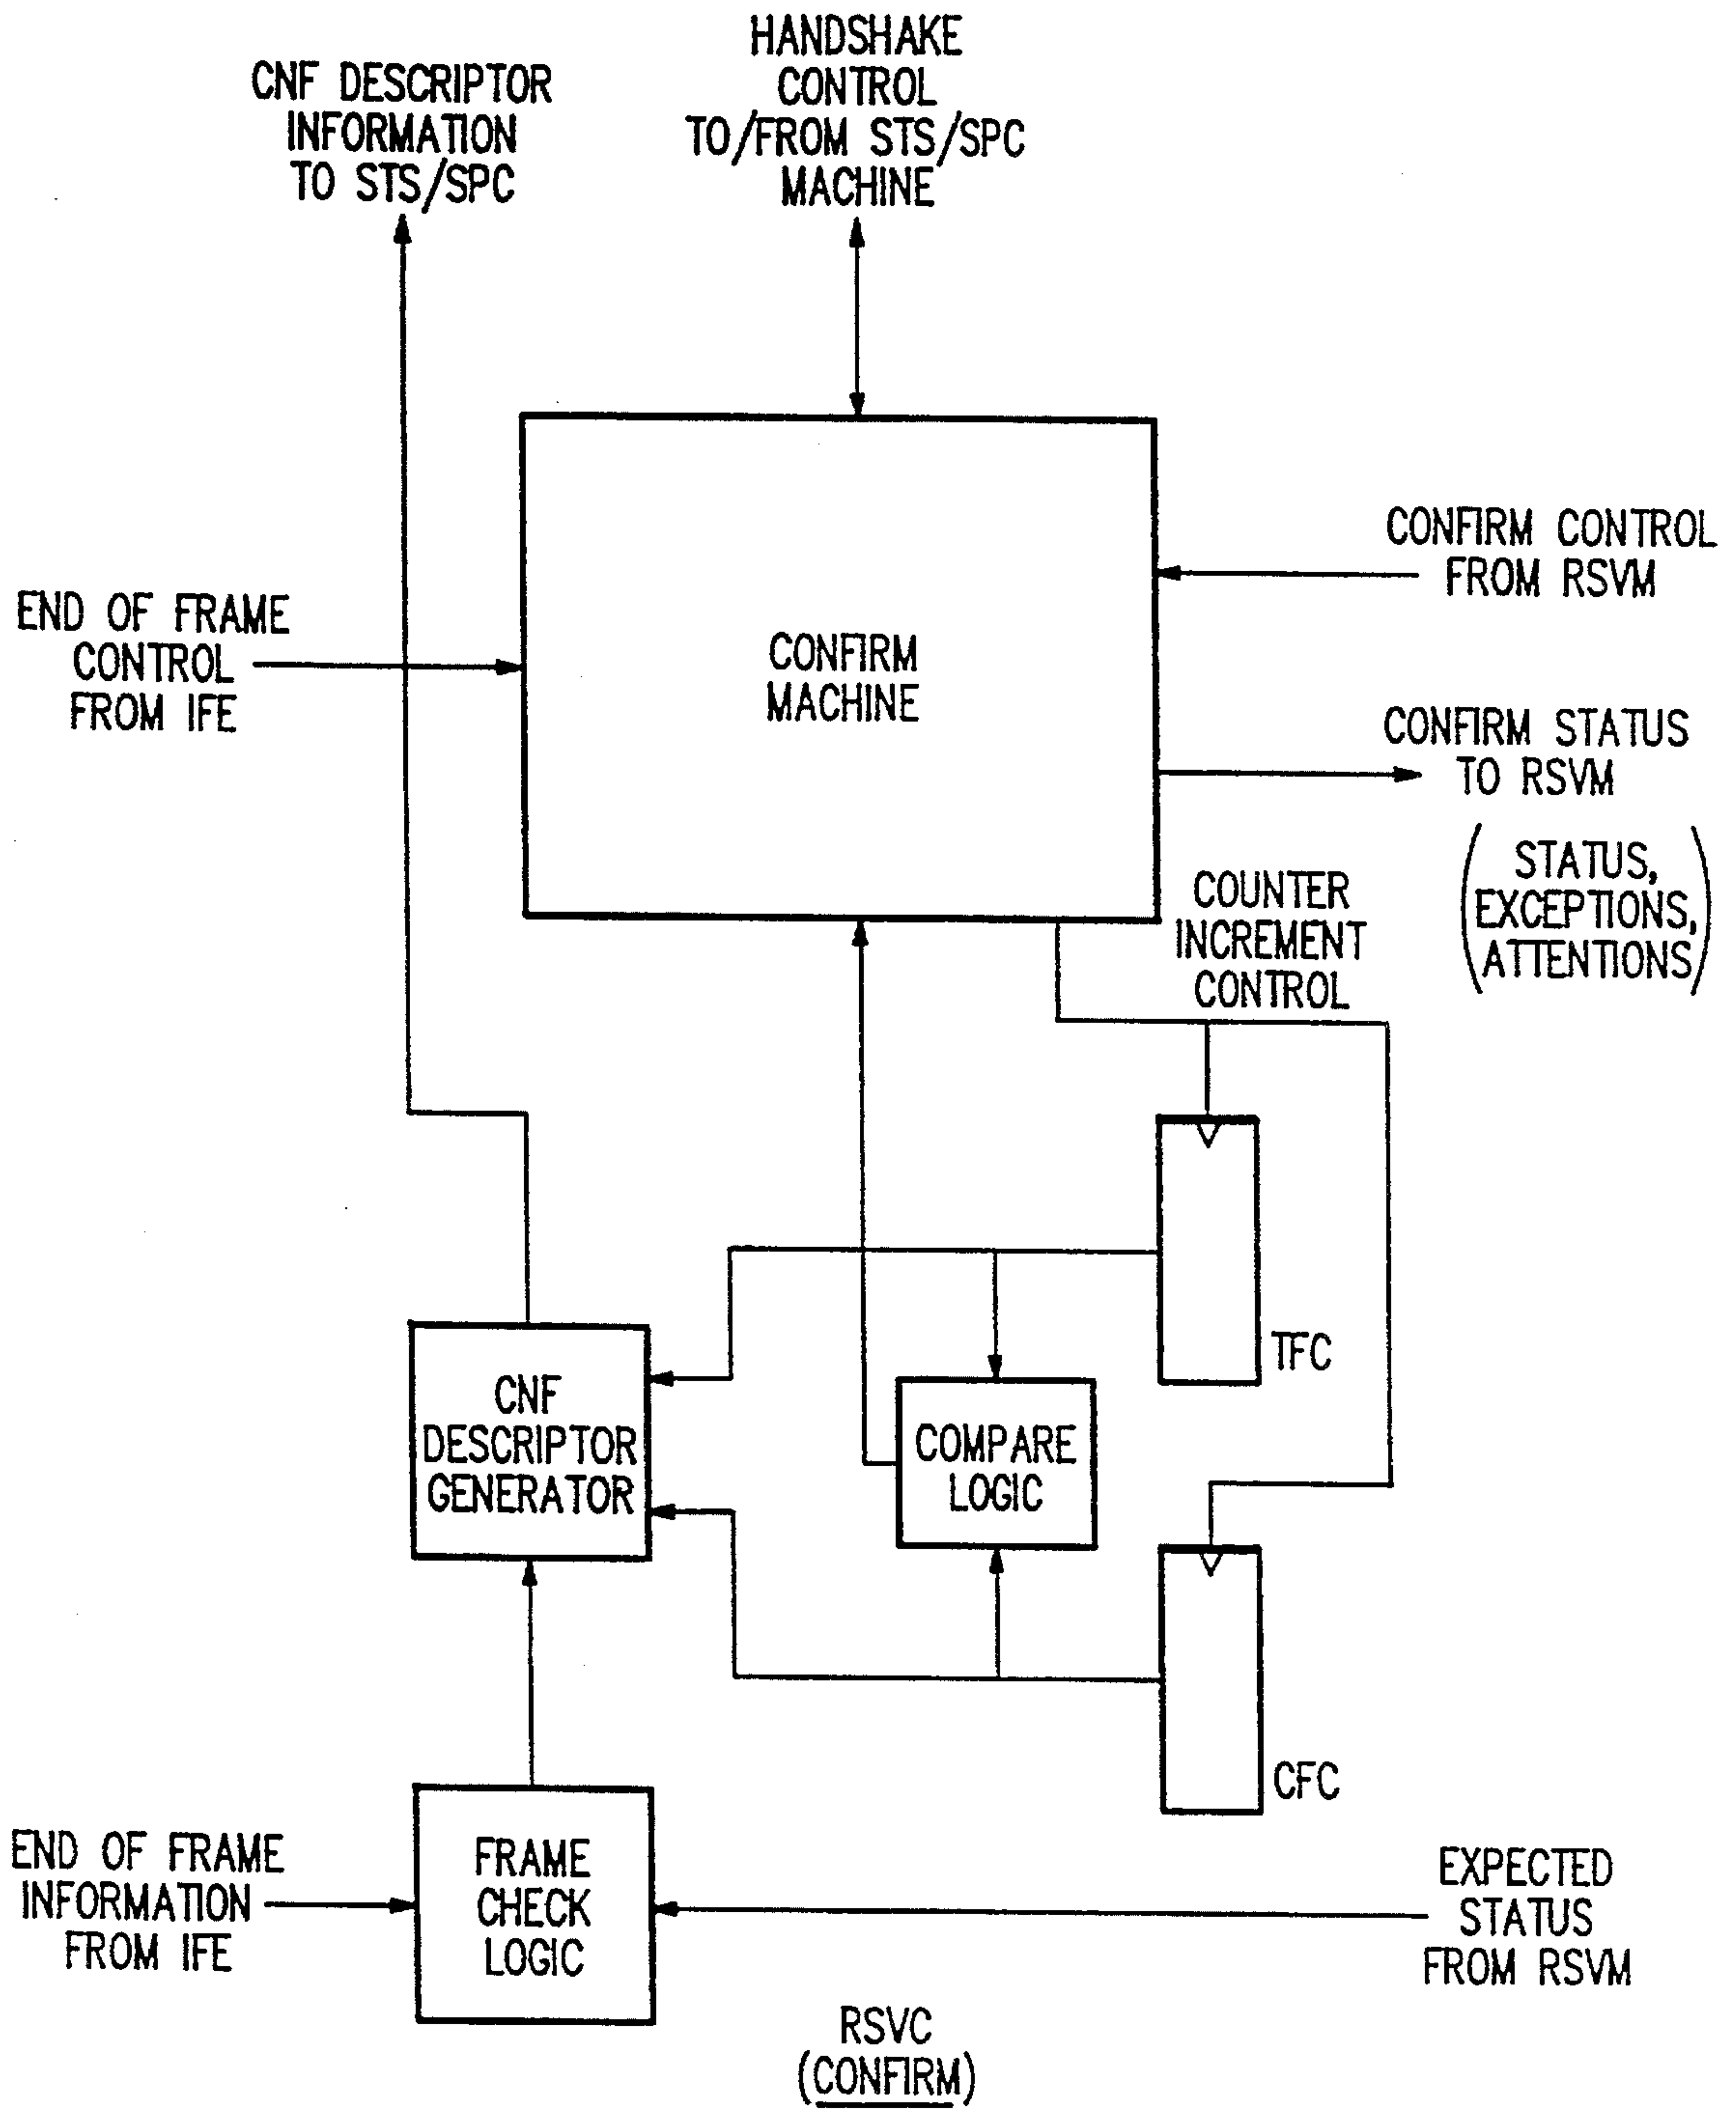 HANDSHAKE
CONTROL
TO/FROM STS/SPC
MACHINE
CNF DESCRIPTOR
INFORMATION
TO STS/SPC
CONFIRM CONTROL
FROM RSVM
END OF FRAME
CONTROL
FROM IFE
CONFIRM
MACHINE
CONFIRM STATUS
TO RSVM
(STATUS,
EXCEPTIONS,
ATTENTIONS)
COUNTER
INCREMENT
CONTROL
TFC
CNF
DESCRIPTOR
GENERATOR
COMPARE
LOGIC
CFC
END OF FRAME
INFORMATION
FROM IFE
FRAME
CHECK
LOGIC
EXPECTED
STATUS
FROM RSVM
RSVC
(CONFIRM)